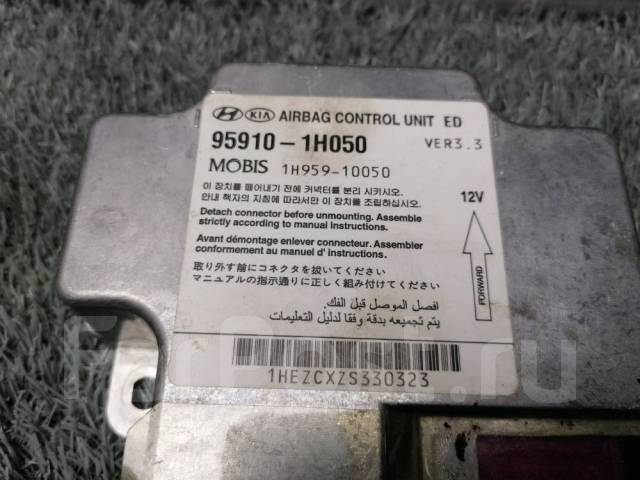 KIA AIRBAG CONTROL UNIT ED
95910-1H050 VER3.3
MOBIS 1H959-10050
이 장치를 떼어내기 전에 커넥터를 분리 시키시오.
안내 책자의 지침에 따라서만 이 장치를 조립하십시오.
12V
Detach connector before unmounting. Assemble
strictly according to manuai instructions.
Avant démontage enlever connecteur. Assembler
conformement au manuel d' instructions.
取り外す前にコネクタを抜いてください
マニュアルの指示通りに正しく組み付けてください
FORWARD
افصل الموصل قبل الفك.
يتم تجميعه بدقة وفقا لدليل التعليمات
1HEZCXZS330323